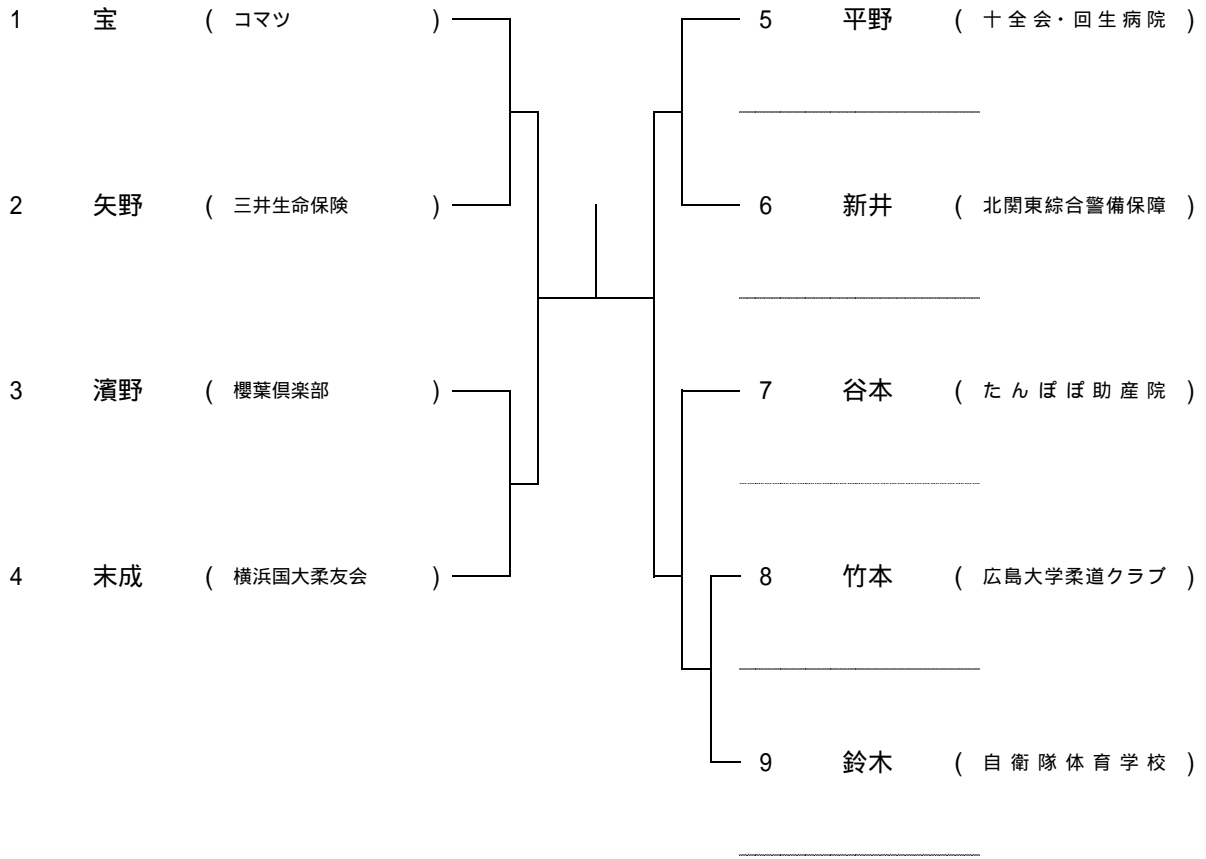 1 宝 ( コマツ )
2 矢野 ( 三井生命保険 )
3 濱野 ( 櫻葉倶楽部 )
4 末成 ( 横浜国大柔友会 )
5 平野 ( 十全会・回生病院 )
6 新井 ( 北関東綜合警備保障 )
7 谷本 ( たんぽぽ助産院 )
8 竹本 ( 広島大学柔道クラブ )
9 鈴木 ( 自衛隊体育学校 )